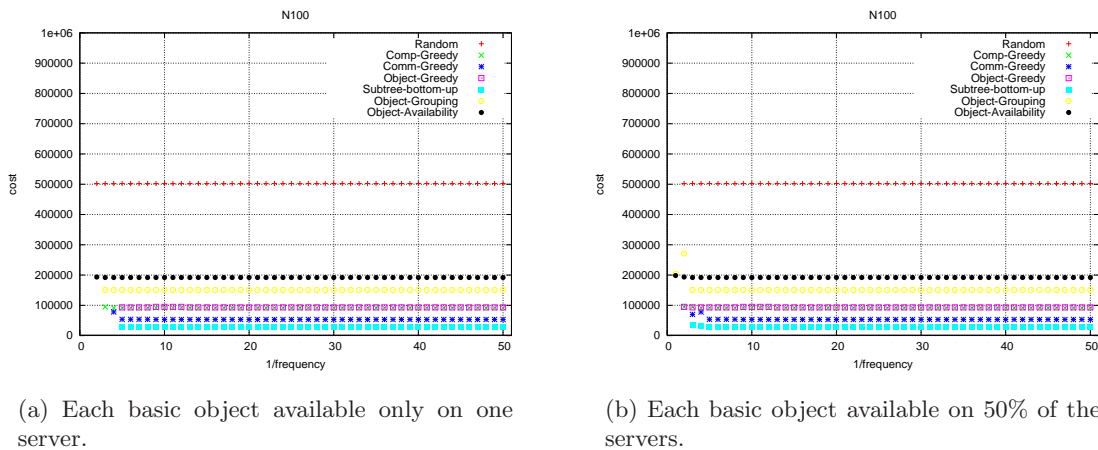 N100
1e+06
900000
800000
700000
600000
500000
400000
300000
200000
100000
0
cost
0 10 20 30 40 50
1/frequency
Random
Comp-Greedy
Comm-Greedy
Object-Greedy
Subtree-bottom-up
Object-Grouping
Object-Availability
(a) Each basic object available only on one
server.
N100
1e+06
900000
800000
700000
600000
500000
400000
300000
200000
100000
0
cost
0 10 20 30 40 50
1/frequency
Random
Comp-Greedy
Comm-Greedy
Object-Greedy
Subtree-bottom-up
Object-Grouping
Object-Availability
(b) Each basic object available on 50% of the
servers.